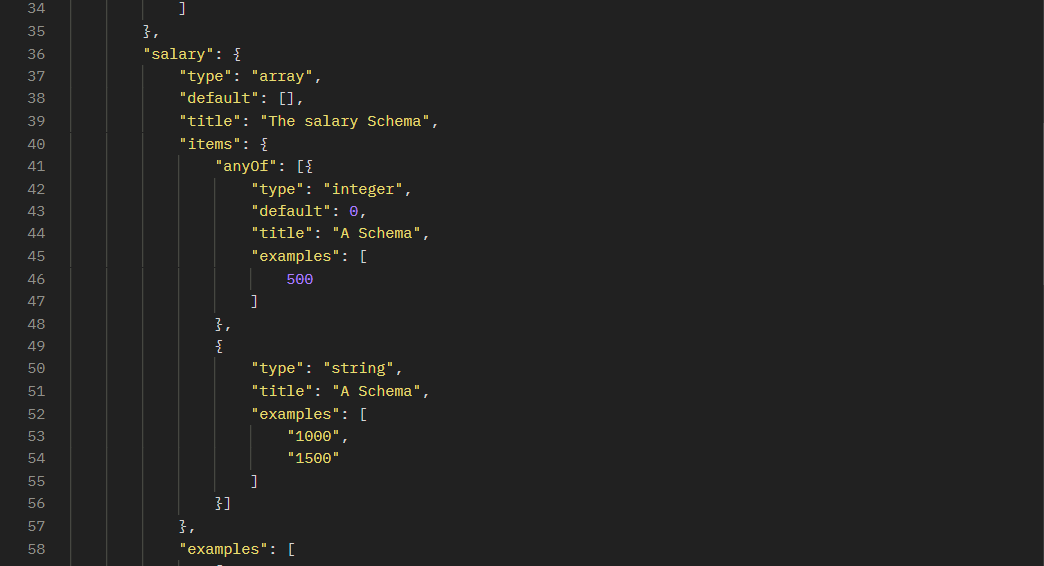 34 ]
35 },
36 "salary": {
37 "type": "array",
38 "default": [],
39 "title": "The salary Schema",
40 "items": {
41 "anyOf": [{
42 "type": "integer",
43 "default": 0,
44 "title": "A Schema",
45 "examples": [
46 500
47 ]
48 },
49 {
50 "type": "string",
51 "title": "A Schema",
52 "examples": [
53 "1000",
54 "1500"
55 ]
56 }]
57 },
58 "examples": [